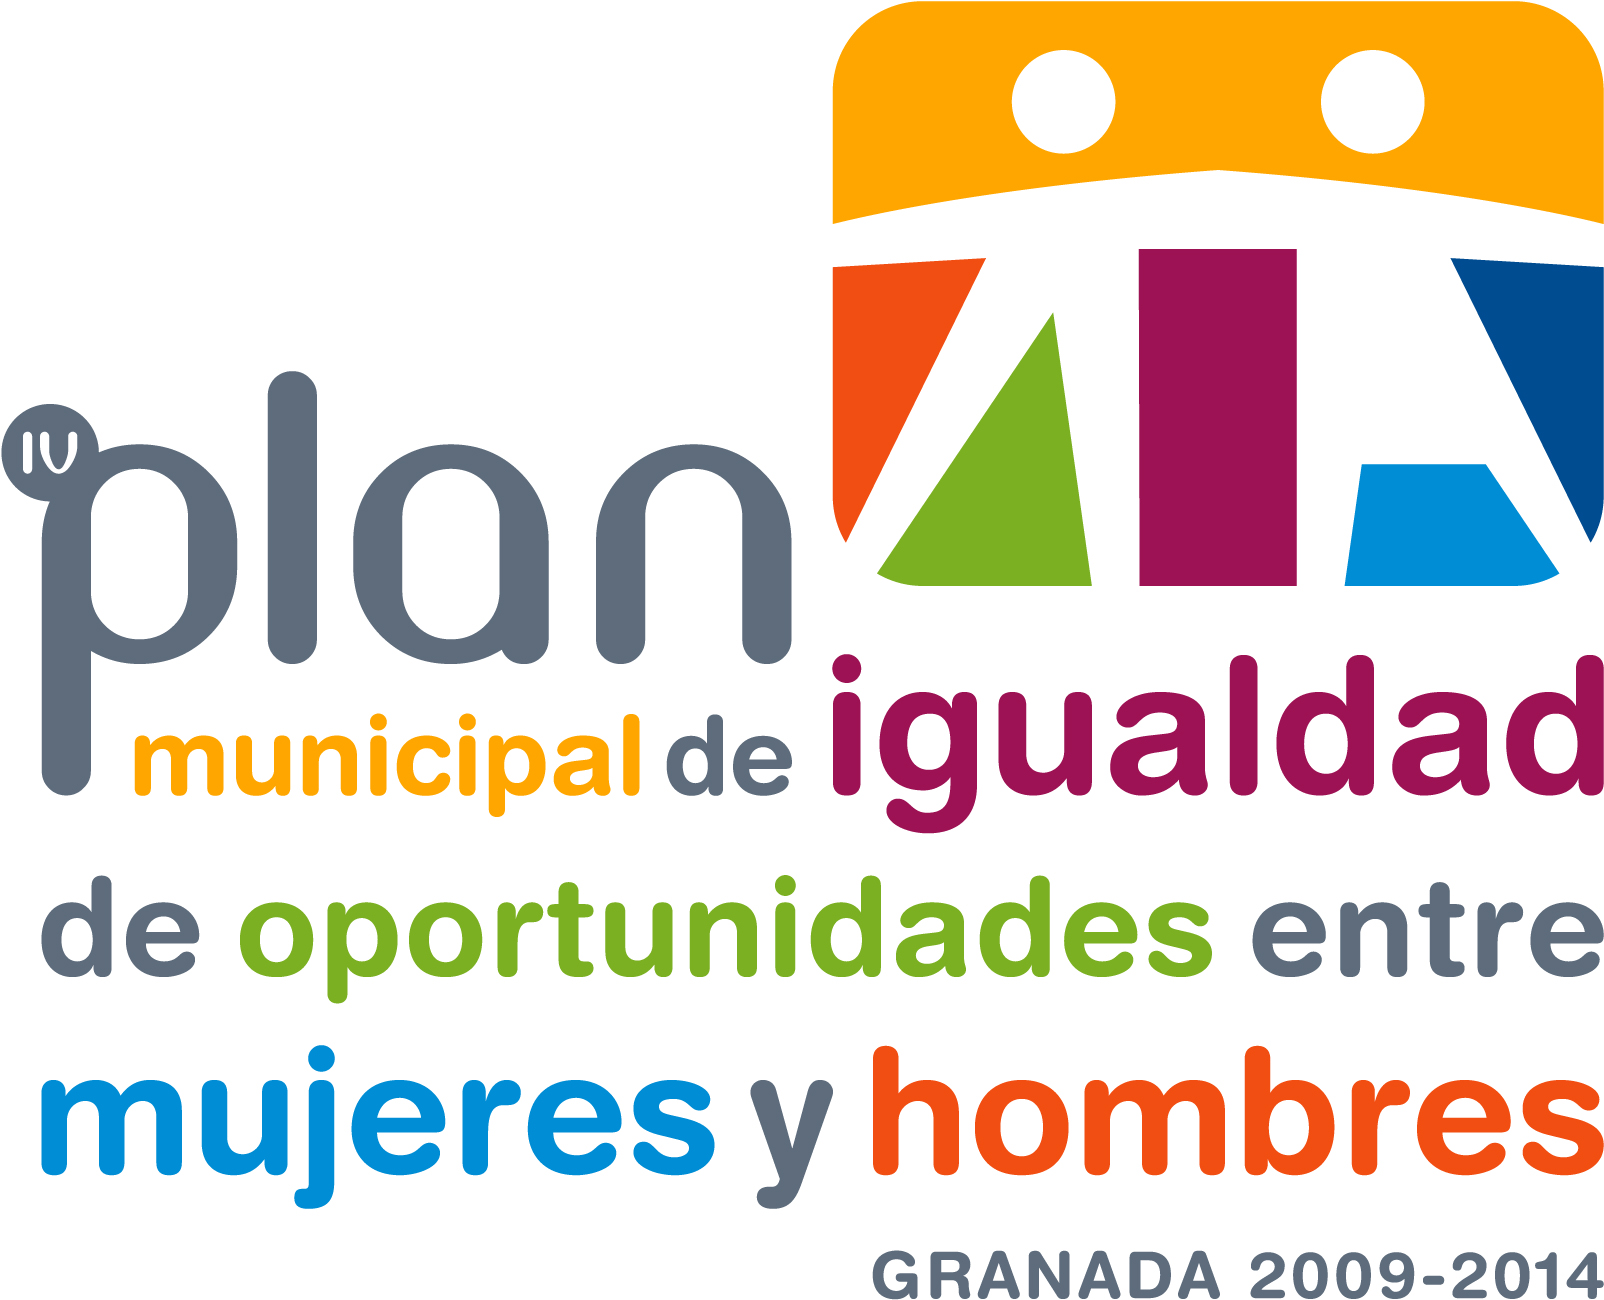 IV plan
municipal de igualdad
de oportunidades entre
mujeres y hombres
GRANADA 2009-2014